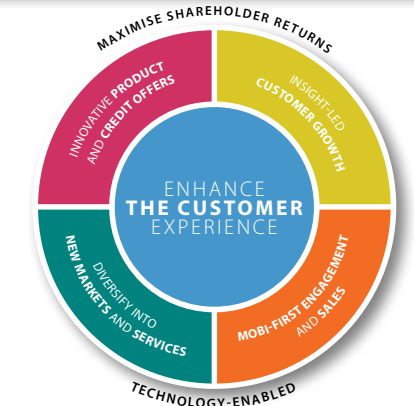 MAXIMISE SHAREHOLDER RETURNS
INNOVATIVE PRODUCT
AND CREDIT OFFERS
INSIGHT-LED
CUSTOMER GROWTH
ENHANCE
THE CUSTOMER
EXPERIENCE
DIVERSIFY INTO
NEW MARKETS AND SERVICES
MOBI-FIRST ENGAGEMENT
AND SALES
TECHNOLOGY-ENABLED